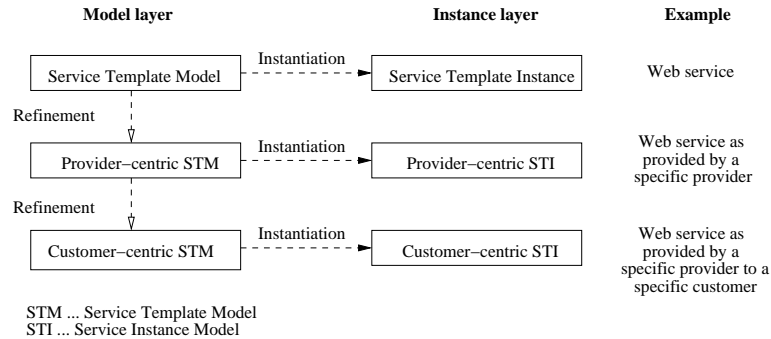 Model layer
Instance layer
Example
Service Template Model
Instantiation
Service Template Instance
Web service
Refinement
Provider−centric STM
Instantiation
Provider−centric STI
Web service as
provided by a
specific provider
Refinement
Customer−centric STM
Instantiation
Customer−centric STI
Web service as
provided by a
specific provider to a
specific customer
STM ... Service Template Model
STI ... Service Instance Model